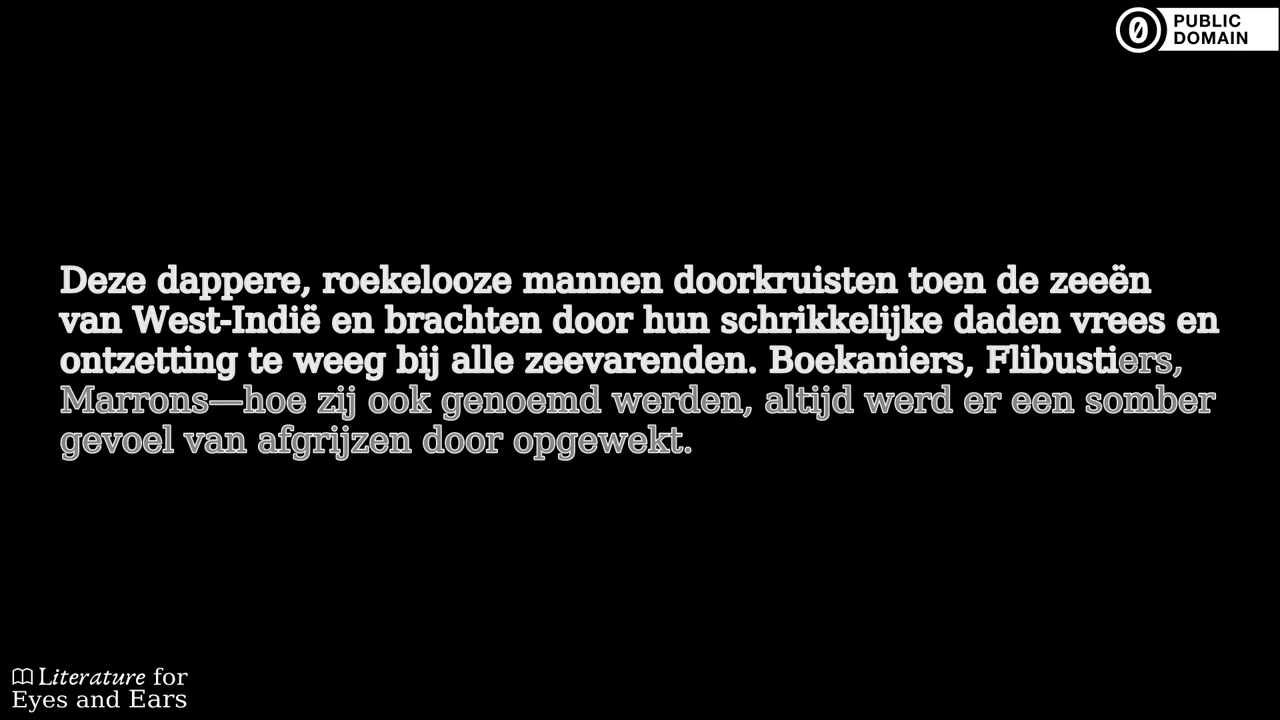 PUBLIC
DOMAIN
Deze dappere, roekelooze mannen doorkruisten toen de zeeën
van West-Indië en brachten door hun schrikkelijke daden vrees en
ontzetting te weeg bij alle zeevarenden. Boekaniers, Flibustiers,
Marrons—hoe zij ook genoemd werden, altijd werd er een somber
gevoel van afgrijzen door opgewekt.
Literature for
Eyes and Ears